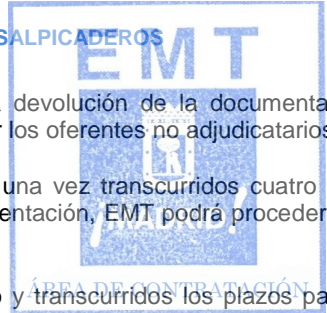 SALPICADEROS
EMT
devolución de la documenta
los oferentes no adjudicatarios
una vez transcurridos cuatro
entación, EMT podrá proceder
¡MADRID!
ÁREA DE CONTRATACIÓN
y transcurridos los plazos pa